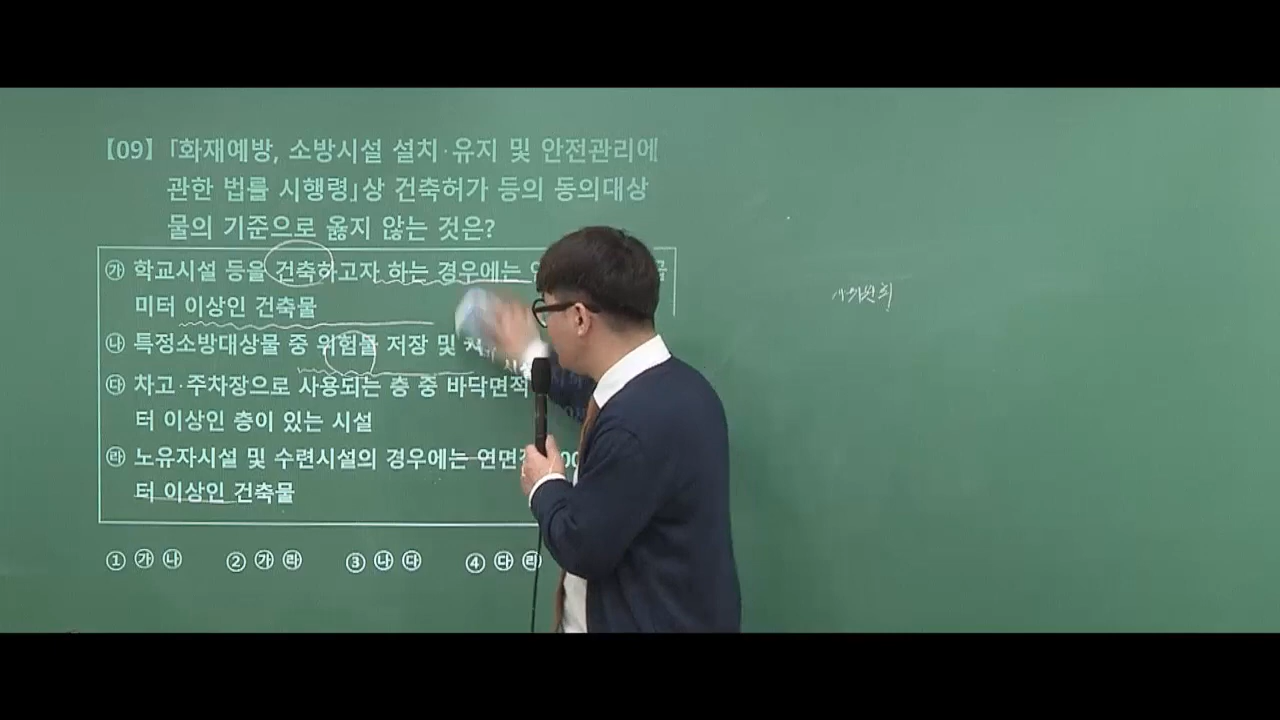 【09】「화재예방, 소방시설 설치·유지 및 안전관리에
관한 법률 시행령」상 건축허가 등의 동의대상
물의 기준으로 옳지 않는 것은?
㉮ 학교시설 등을 건축하고자 하는 경우에는
미터 이상인 건축물
㉯ 특정소방대상물 중 위험물 저장 및
㉰ 차고·주차장으로 사용되는 층 중 바닥면적
터 이상인 층이 있는 시설
㉱ 노유자시설 및 수련시설의 경우에는 연면적
터 이상인 건축물
① ㉮ ㉯ ② ㉮ ㉱ ③ ㉯ ㉰ ④ ㉰ ㉱